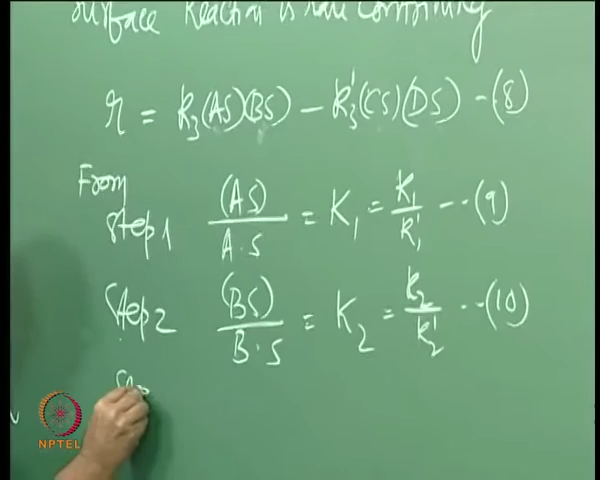 Surface Reaction is rate controlling
r = k₃(AS)(BS) − k₃'(CS)(DS) -(8)
From
Step 1 (AS)/A·S = K₁ = k₁/k₁' --(9)
Step 2 (BS)/B·S = K₂ = k₂/k₂' --(10)
NPTEL